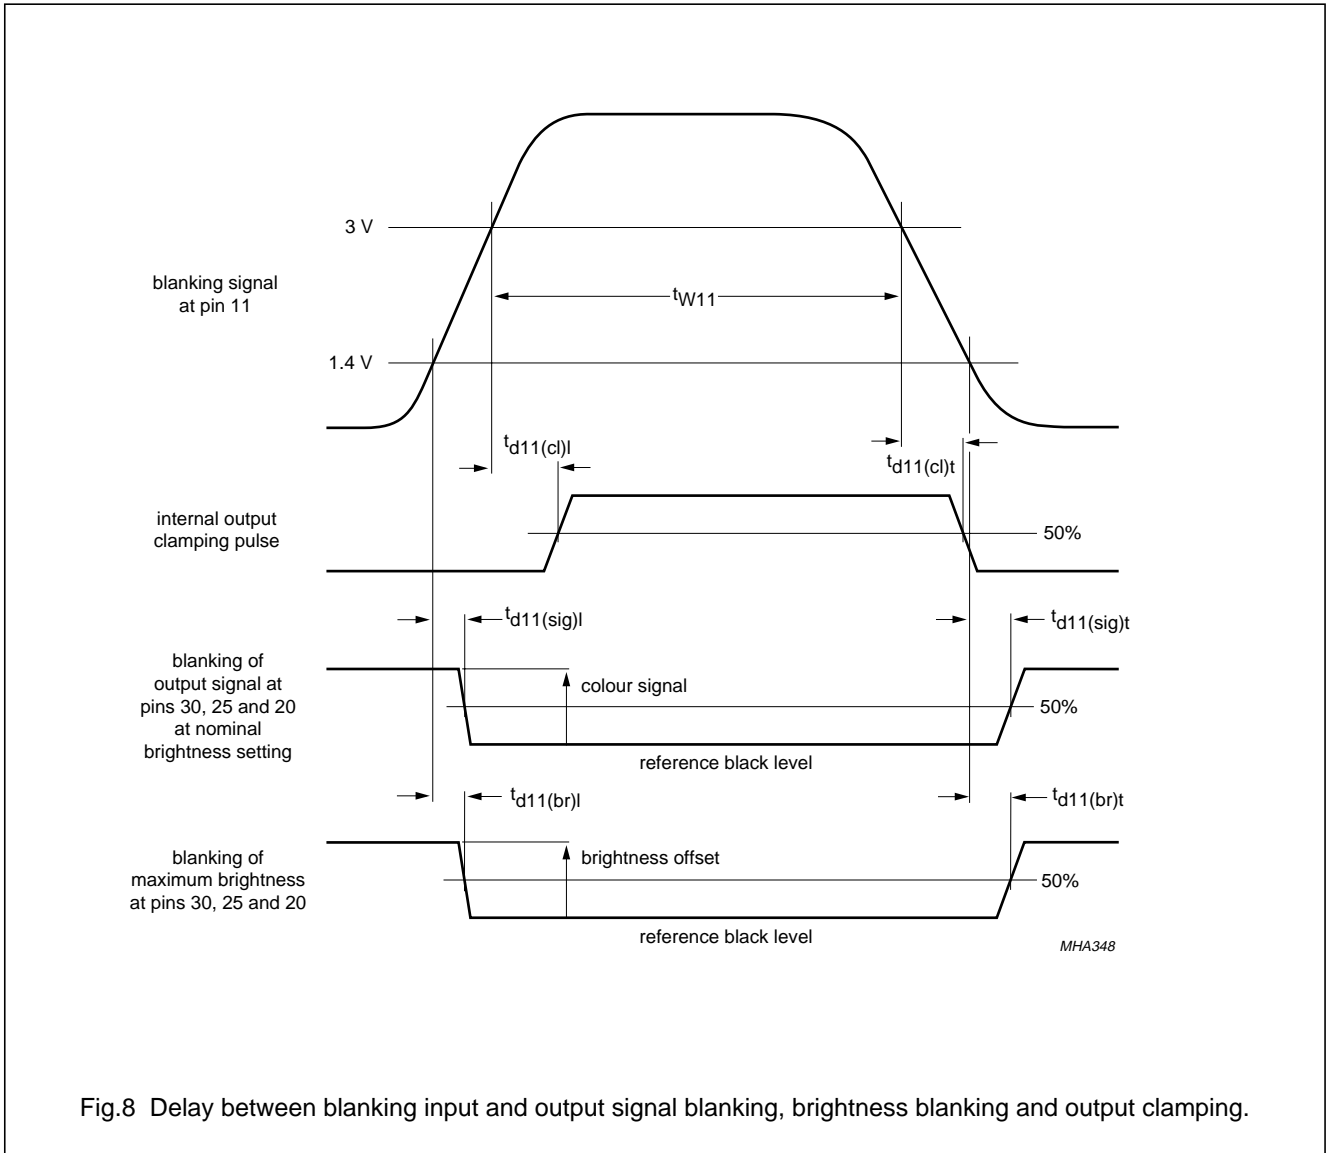 3 V
blanking signal
at pin 11
tW11
1.4 V
td11(cl)l
td11(cl)t
internal output
clamping pulse
50%
td11(sig)l
td11(sig)t
blanking of
output signal at
pins 30, 25 and 20
at nominal
brightness setting
colour signal
50%
reference black level
td11(br)l
td11(br)t
blanking of
maximum brightness
at pins 30, 25 and 20
brightness offset
50%
reference black level
MHA348
Fig.8 Delay between blanking input and output signal blanking, brightness blanking and output clamping.